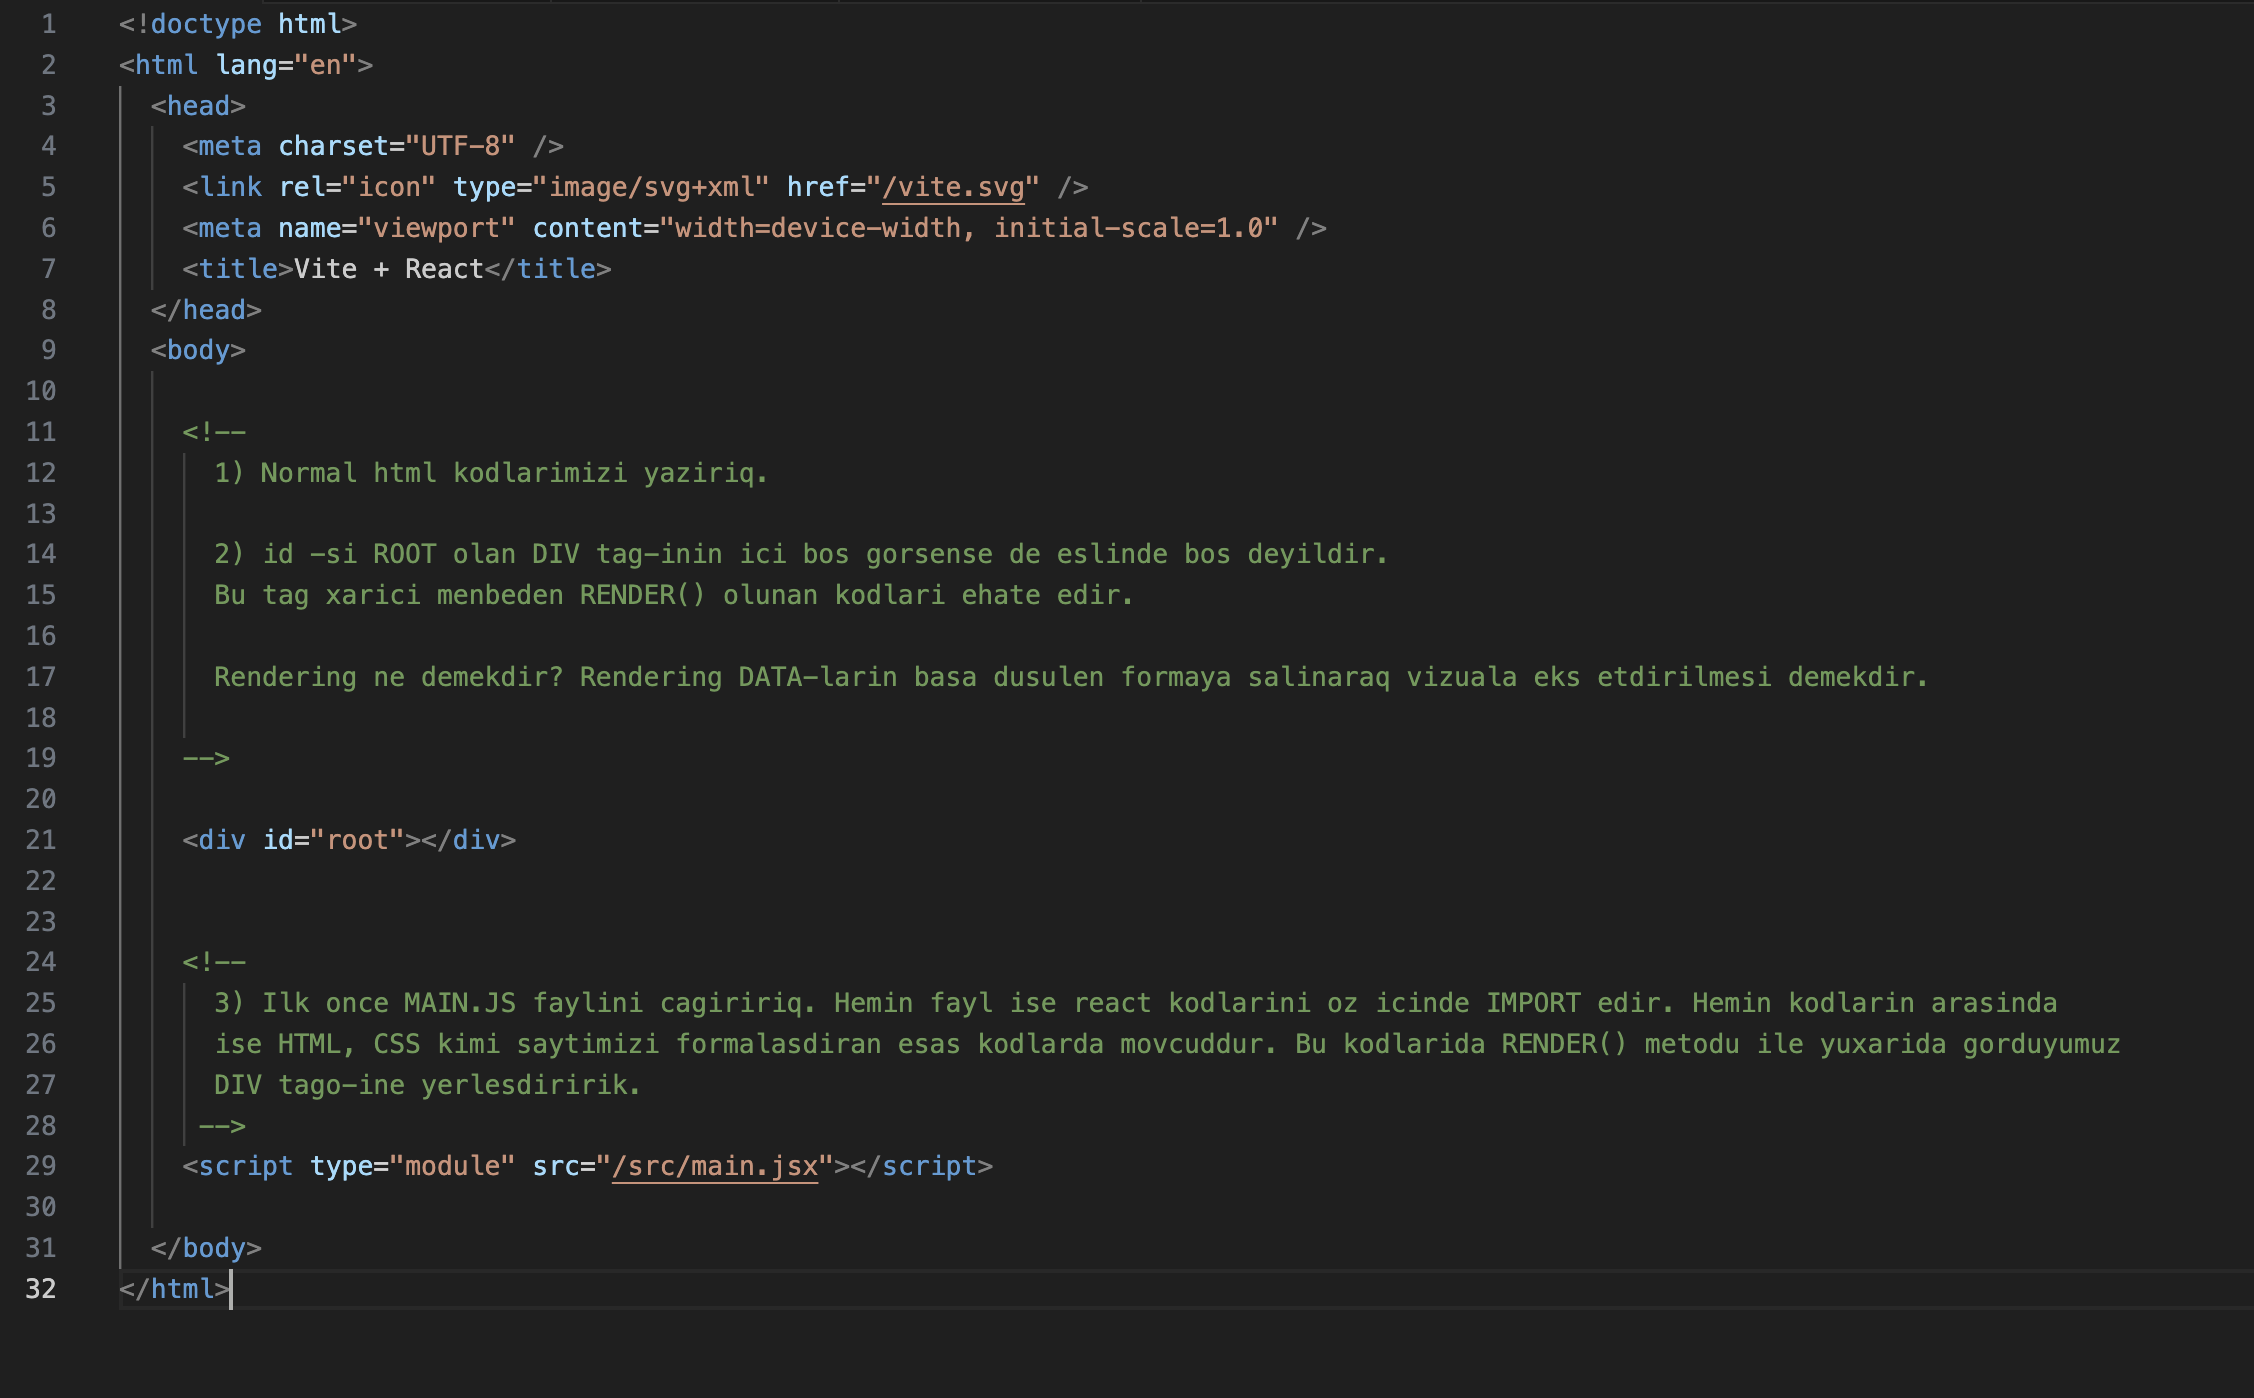 1 <!doctype html>
2 <html lang="en">
3 <head>
4 <meta charset="UTF-8" />
5 <link rel="icon" type="image/svg+xml" href="/vite.svg" />
6 <meta name="viewport" content="width=device-width, initial-scale=1.0" />
7 <title>Vite + React</title>
8 </head>
9 <body>
10
11 <!--
12 1) Normal html kodlarimizi yaziriq.
13
14 2) id -si ROOT olan DIV tag-inin ici bos gorsense de eslinde bos deyildir.
15 Bu tag xarici menbeden RENDER() olunan kodlari ehate edir.
16
17 Rendering ne demekdir? Rendering DATA-larin basa dusulen formaya salinaraq vizuala eks etdirilmesi demekdir.
18
19 -->
20
21 <div id="root"></div>
22
23
24 <!--
25 3) Ilk once MAIN.JS faylini cagiririq. Hemin fayl ise react kodlarini oz icinde IMPORT edir. Hemin kodlarin arasinda
26 ise HTML, CSS kimi saytimizi formalasdiran esas kodlarda movcuddur. Bu kodlarida RENDER() metodu ile yuxarida gorduyumuz
27 DIV tago-ine yerlesdiririk.
28 -->
29 <script type="module" src="/src/main.jsx"></script>
30
31 </body>
32 </html>